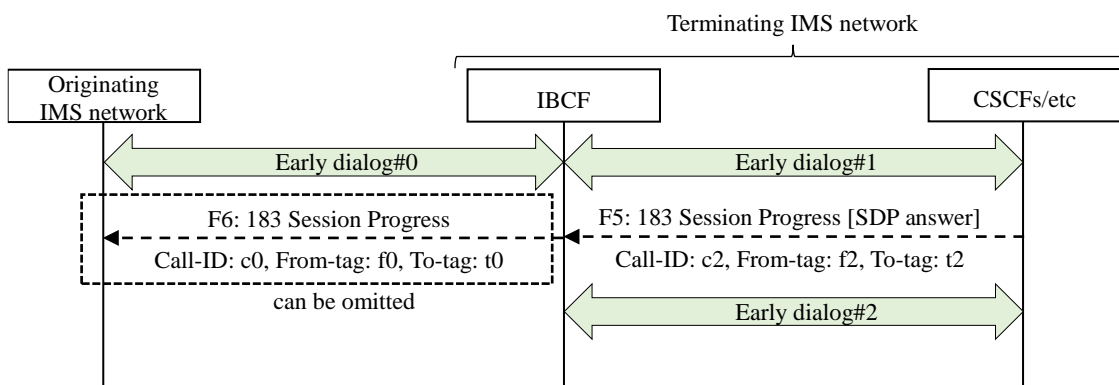 Terminating IMS network
Originating
IMS network
IBCF
CSCFs/etc
Early dialog#0
Early dialog#1
F6: 183 Session Progress
F5: 183 Session Progress [SDP answer]
Call-ID: c0, From-tag: f0, To-tag: t0
Call-ID: c2, From-tag: f2, To-tag: t2
can be omitted
Early dialog#2